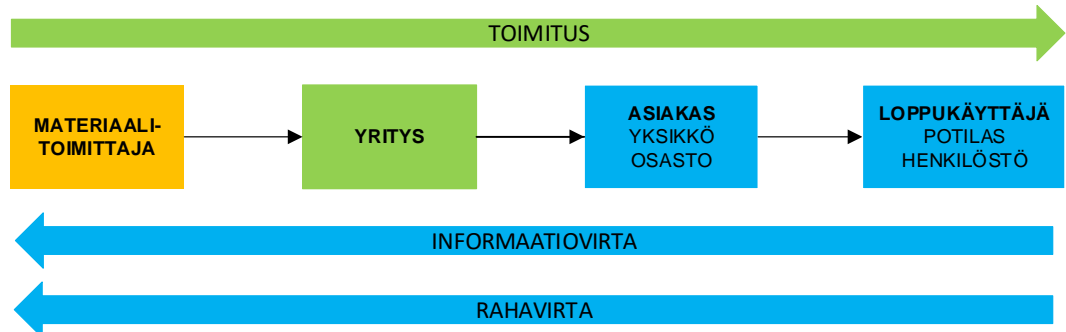 TOIMITUS
MATERIAALI-
TOIMITTAJA
YRITYS
ASIAKAS
YKSIKKÖ
OSASTO
LOPPUKÄYTTÄJÄ
POTILAS
HENKILÖSTÖ
INFORMAATIOVIRTA
RAHAVIRTA